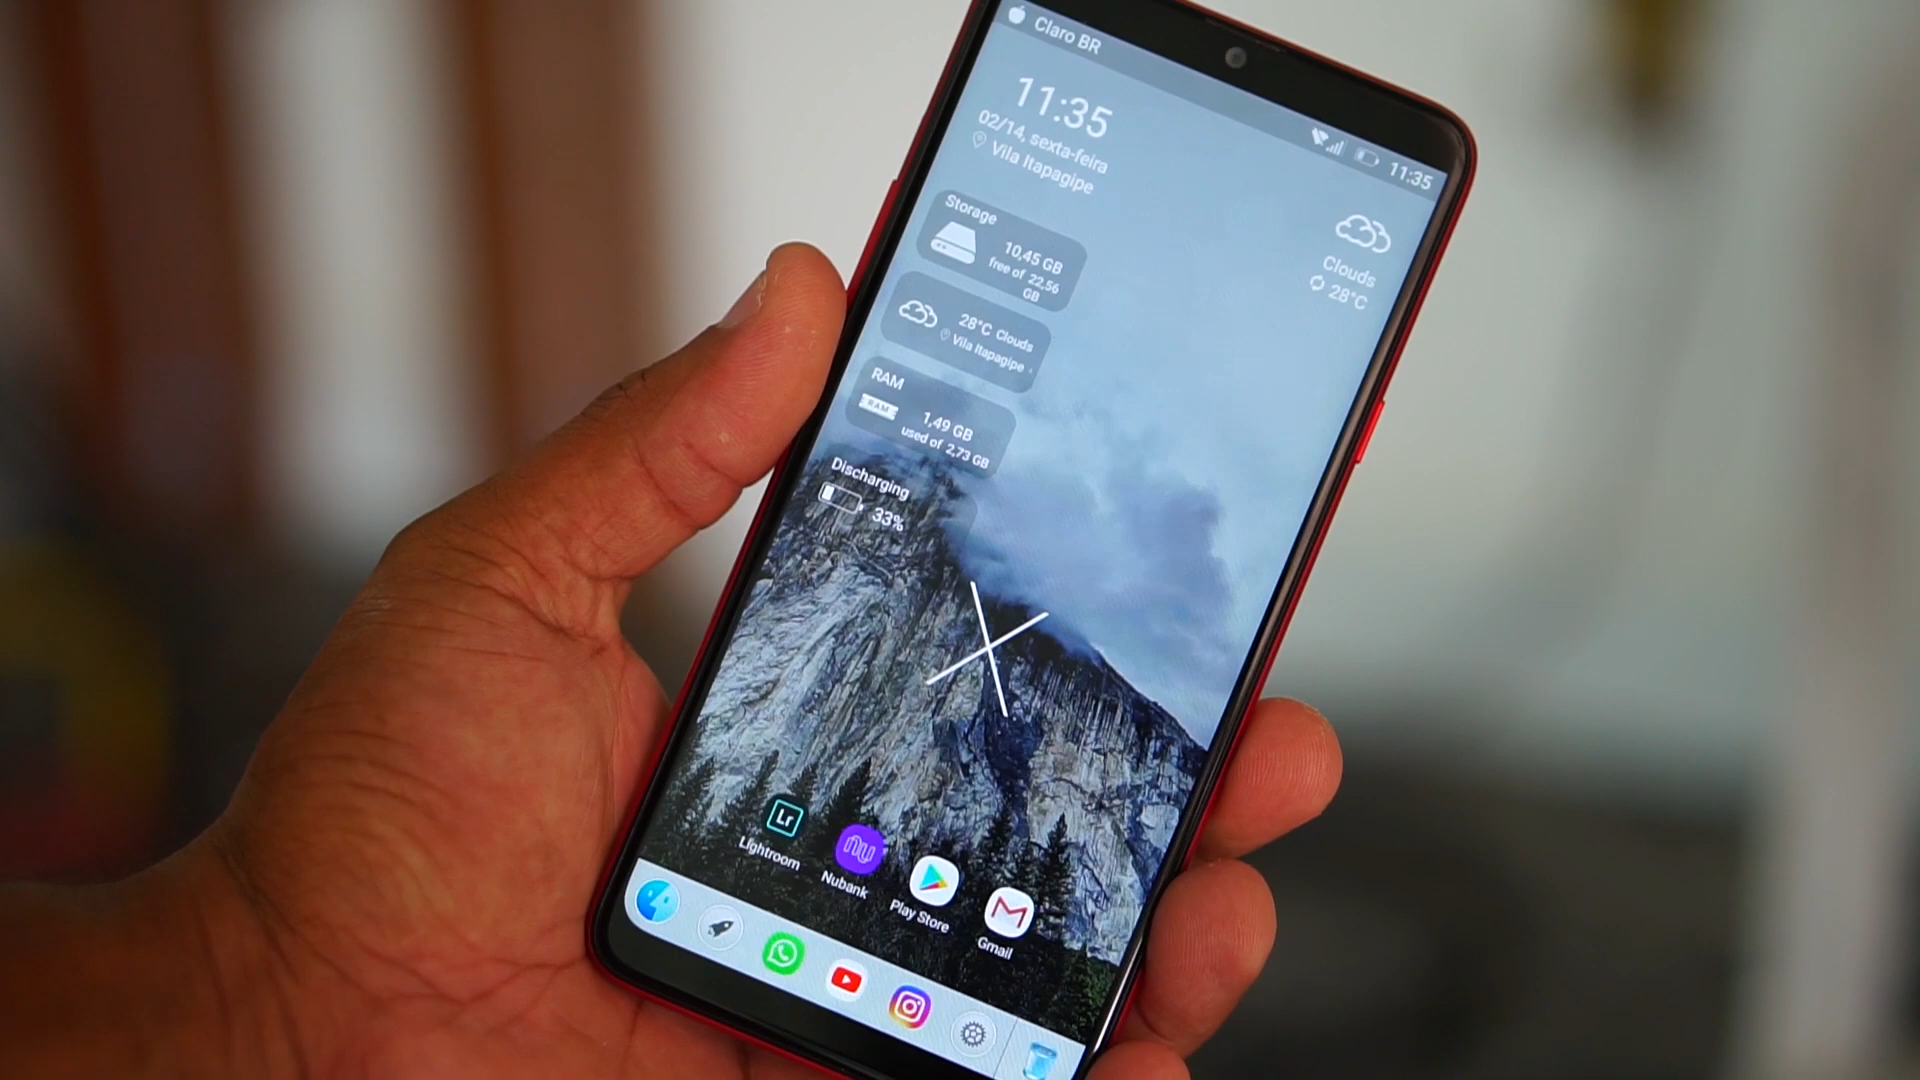 Claro BR
11:35
11:35
02/14, sexta-feira
Vila Itapagipe
Clouds
28°C
Storage
10,45 GB
free of 22,56
GB
28°C Clouds
Vila Itapagipe
RAM
RAM
1,49 GB
used of 2,73 GB
Discharging
33%
Lr
Lightroom
nu
Nubank
Play Store
Gmail